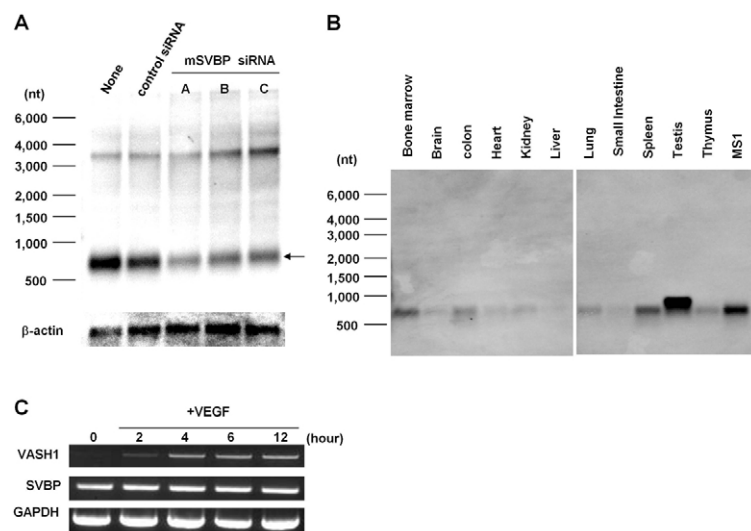 A
None
control siRNA
mSVBP siRNA
A B C
(nt)
6,000
4,000
3,000
2,000
1,500
1,000
500
β-actin
B
Bone marrow
Brain
colon
Heart
Kidney
Liver
Lung
Small Intestine
Spleen
Testis
Thymus
MS1
(nt)
6,000
4,000
3,000
2,000
1,500
1,000
500
C
+VEGF
0 2 4 6 12 (hour)
VASH1
SVBP
GAPDH